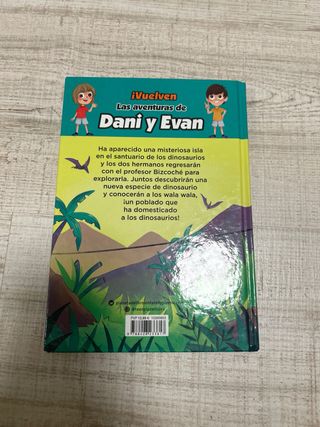 ¡Vuelven
Las aventuras de
Dani y Evan
Ha aparecido una misteriosa isla
en el santuario de los dinosaurios
y los dos hermanos regresarán
con el profesor Bizcoché para
explorarla. Juntos descubrirán una
nueva especie de dinosaurio
y conocerán a los wala wala,
¡un poblado que
ha domesticado
a los dinosaurios!